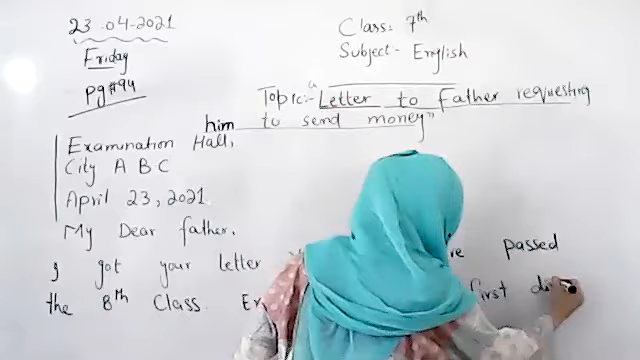 23-04-2021
Friday
Pg#94
Class: 7th
Subject- English
Topic:- "Letter to Father requesting
him to send money"
Examination Hall,
City A B C
April 23, 2021.
My Dear father,
I got your letter passed
the 8th Class. first